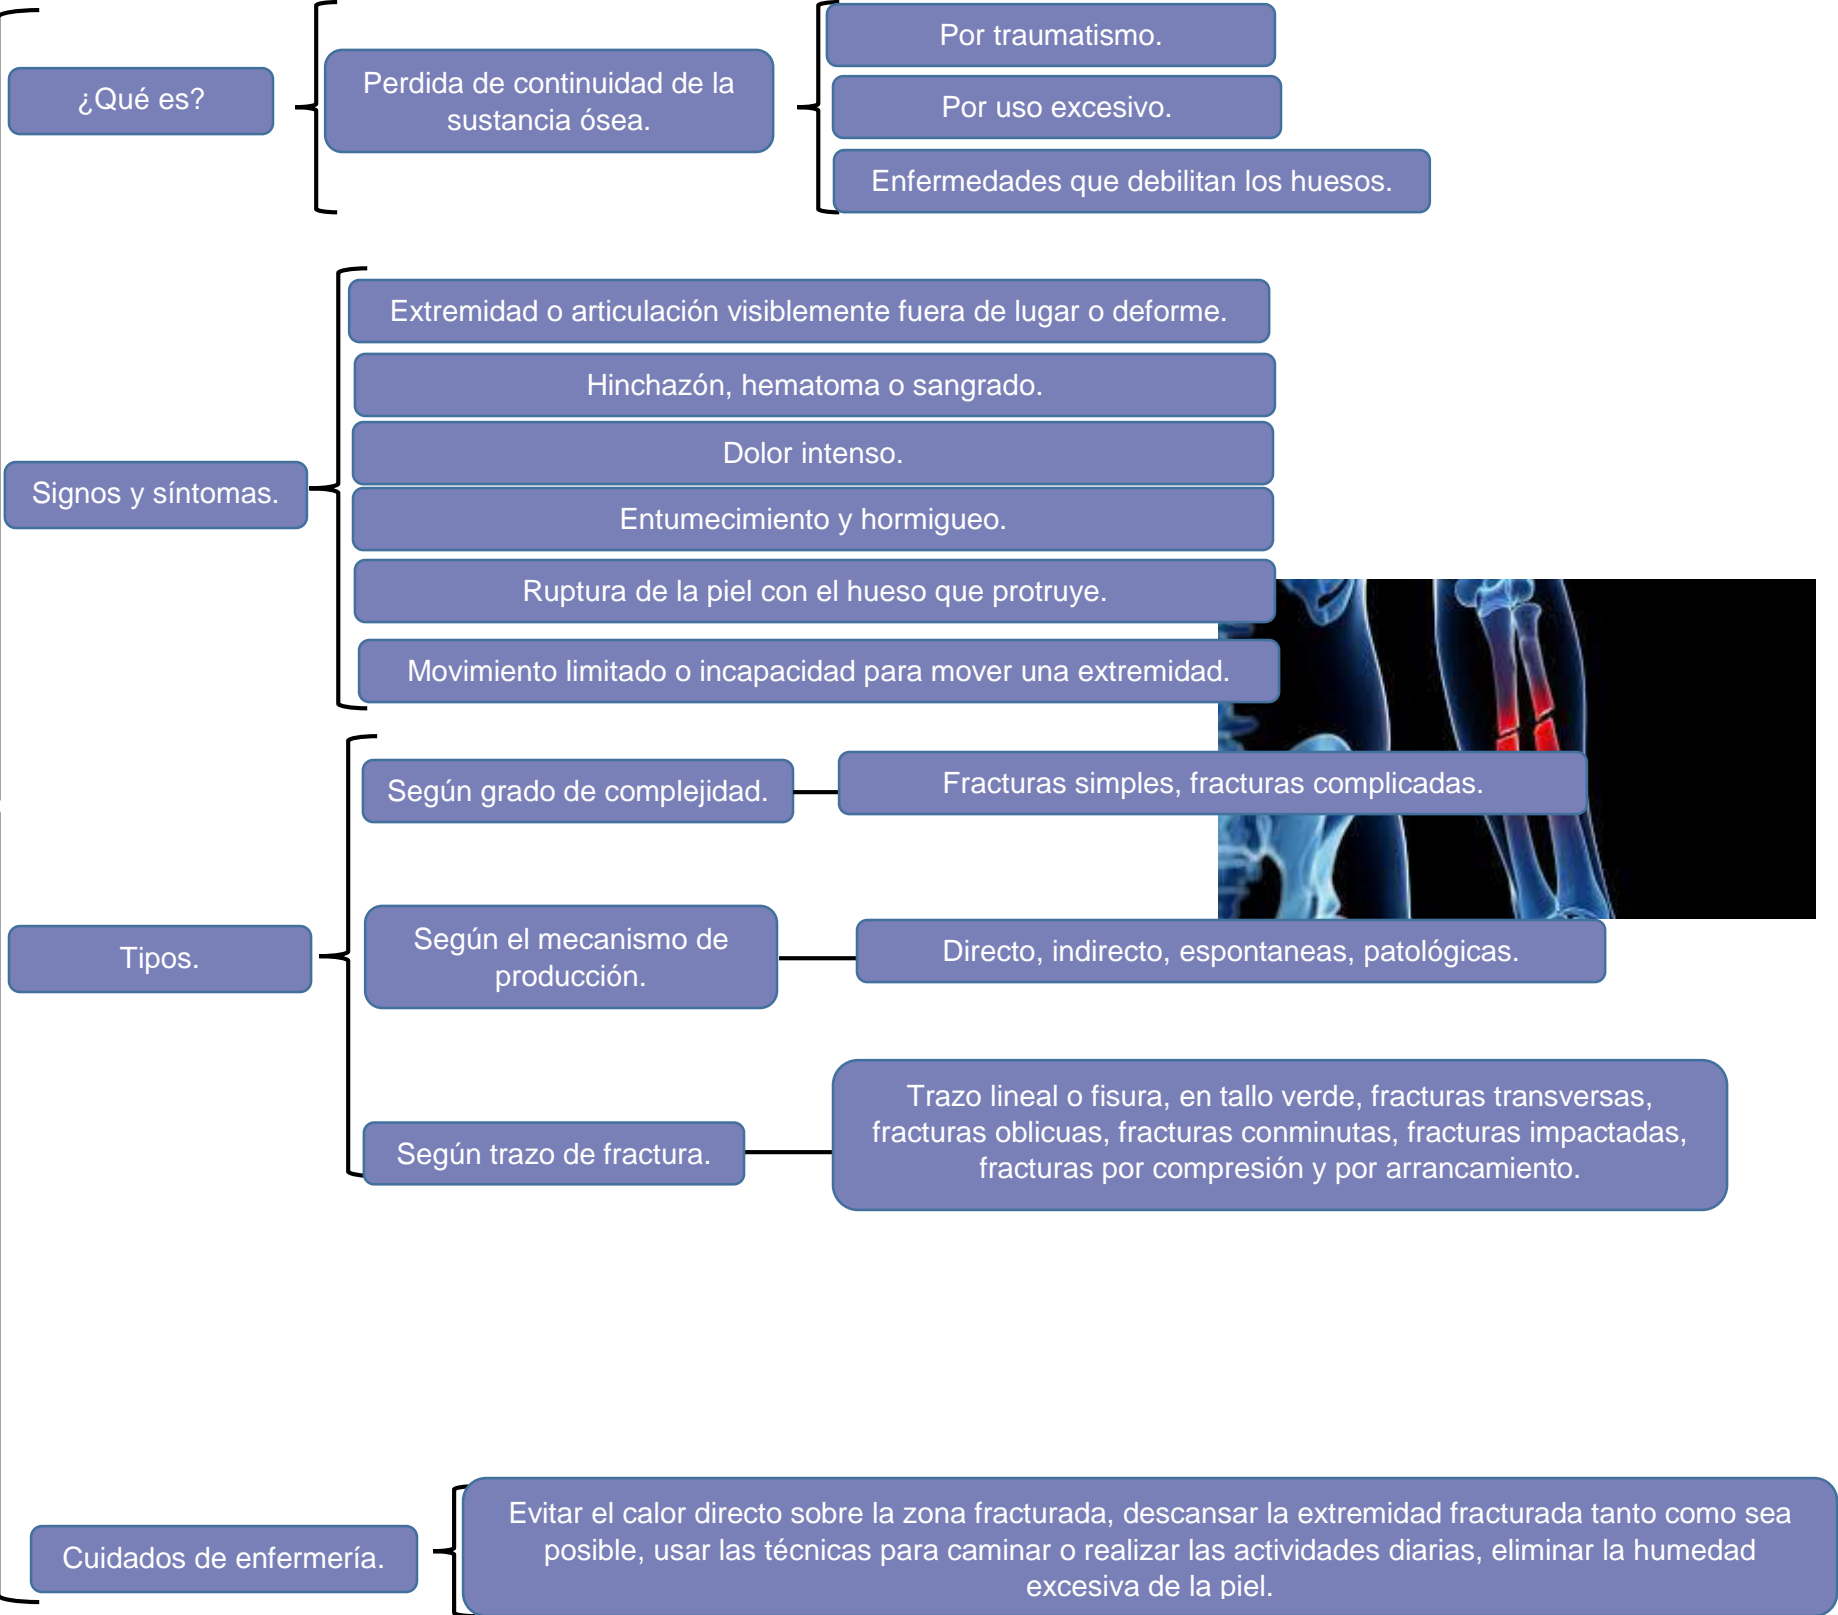 ¿Qué es?
Perdida de continuidad de la
sustancia ósea.
Por traumatismo.
Por uso excesivo.
Enfermedades que debilitan los huesos.
Signos y síntomas.
Extremidad o articulación visiblemente fuera de lugar o deforme.
Hinchazón, hematoma o sangrado.
Dolor intenso.
Entumecimiento y hormigueo.
Ruptura de la piel con el hueso que protruye.
Movimiento limitado o incapacidad para mover una extremidad.
Tipos.
Según grado de complejidad.
Fracturas simples, fracturas complicadas.
Según el mecanismo de
producción.
Directo, indirecto, espontaneas, patológicas.
Según trazo de fractura.
Trazo lineal o fisura, en tallo verde, fracturas transversas,
fracturas oblicuas, fracturas conminutas, fracturas impactadas,
fracturas por compresión y por arrancamiento.
Cuidados de enfermería.
Evitar el calor directo sobre la zona fracturada, descansar la extremidad fracturada tanto como sea
posible, usar las técnicas para caminar o realizar las actividades diarias, eliminar la humedad
excesiva de la piel.